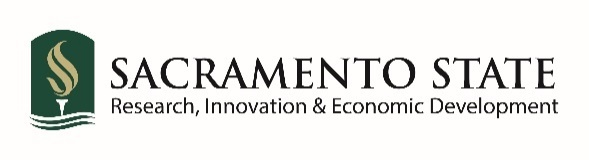 SACRAMENTO STATE
Research, Innovation & Economic Development